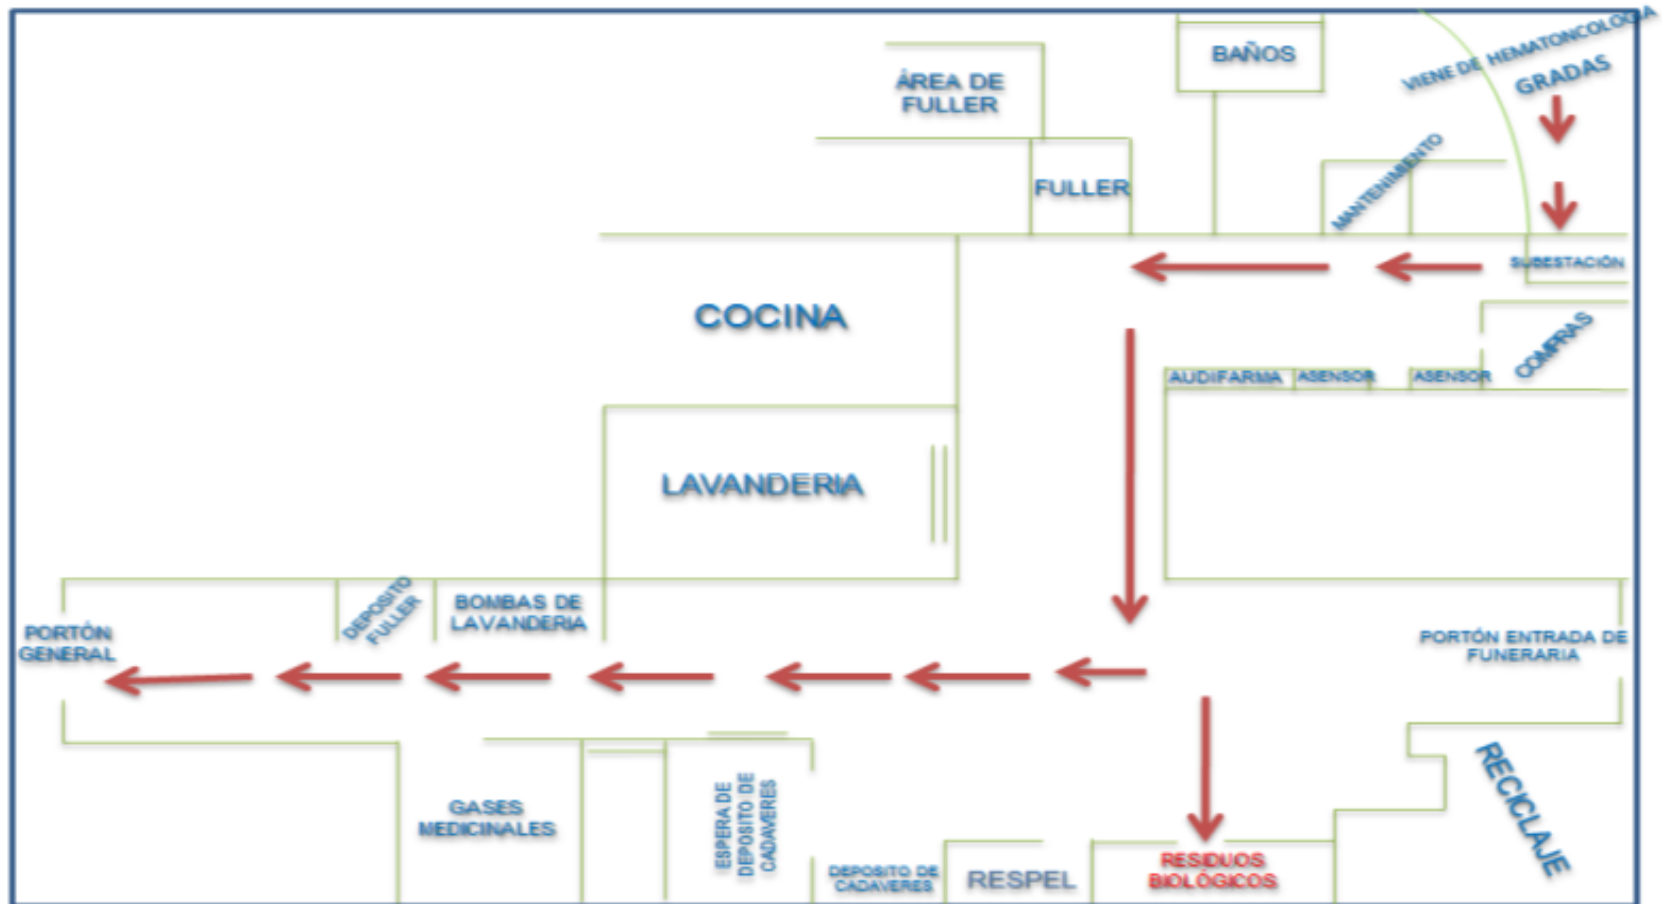 VIENE DE HEMATONCOLOGIA
GRADAS
BAÑOS
ÁREA DE
FULLER
FULLER
MANTENIMIENTO
SUBESTACIÓN
COCINA
COMPRAS
AUDIFARMA
ASENSOR
ASENSOR
LAVANDERIA
DEPOSITO
FULLER
BOMBAS DE
LAVANDERIA
PORTÓN
GENERAL
PORTÓN ENTRADA DE
FUNERARIA
GASES
MEDICINALES
ESPERA DE
DEPOSITO DE
CADAVERES
DEPOSITO DE
CADAVERES
RESPEL
RESIDUOS
BIOLÓGICOS
RECICLAJE